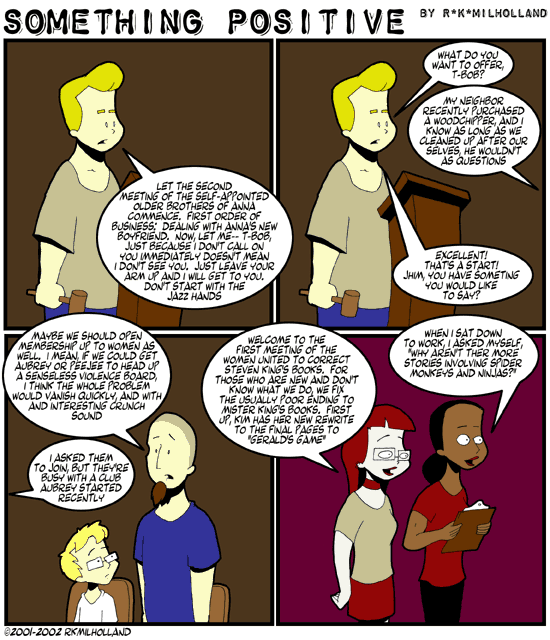 SOMETHING POSITIVE
BY R*K*MILHOLLAND
LET THE SECOND
MEETING OF THE SELF-APPOINTED
OLDER BROTHERS OF ANNA
COMMENCE. FIRST ORDER OF
BUSINESS: DEALING WITH ANNA'S NEW
BOYFRIEND. NOW, LET ME-- T-BOB,
JUST BECAUSE I DON'T CALL ON
YOU IMMEDIATELY DOESN'T MEAN
I DON'T SEE YOU. JUST LEAVE YOUR
ARM UP AND I WILL GET TO YOU.
DON'T START WITH THE
JAZZ HANDS
WHAT DO YOU
WANT TO OFFER,
T-BOB?
MY NEIGHBOR
RECENTLY PURCHASED
A WOODCHIPPER, AND I
KNOW AS LONG AS WE
CLEANED UP AFTER OUR
SELVES, HE WOULDN'T
AS QUESTIONS
EXCELLENT!
THAT'S A START!
JHIM, YOU HAVE SOMETING
YOU WOULD LIKE
TO SAY?
MAYBE WE SHOULD OPEN
MEMBERSHIP UP TO WOMEN AS
WELL. I MEAN, IF WE COULD GET
AUBREY OR PEEJEE TO HEAD UP
A SENSELESS VIOLENCE BOARD,
I THINK THE WHOLE PROBLEM
WOULD VANISH QUICKLY, AND WITH
AND INTERESTING CRUNCH
SOUND
I ASKED THEM
TO JOIN, BUT THEY'RE
BUSY WITH A CLUB
AUBREY STARTED
RECENTLY
WELCOME TO THE
FIRST MEETING OF THE
WOMEN UNITED TO CORRECT
STEVEN KING'S BOOKS. FOR
THOSE WHO ARE NEW AND DON'T
KNOW WHAT WE DO, WE FIX
THE USUALLY POOR ENDING TO
MISTER KING'S BOOKS. FIRST
UP, KIM HAS HER NEW REWRITE
TO THE FINAL PAGES TO
"GERALD'S GAME"
WHEN I SAT DOWN
TO WORK, I ASKED MYSELF,
"WHY AREN'T THER MORE
STORIES INVOLVING SPIDER
MONKEYS AND NINJAS?"
©2001-2002 RKMILHOLLAND